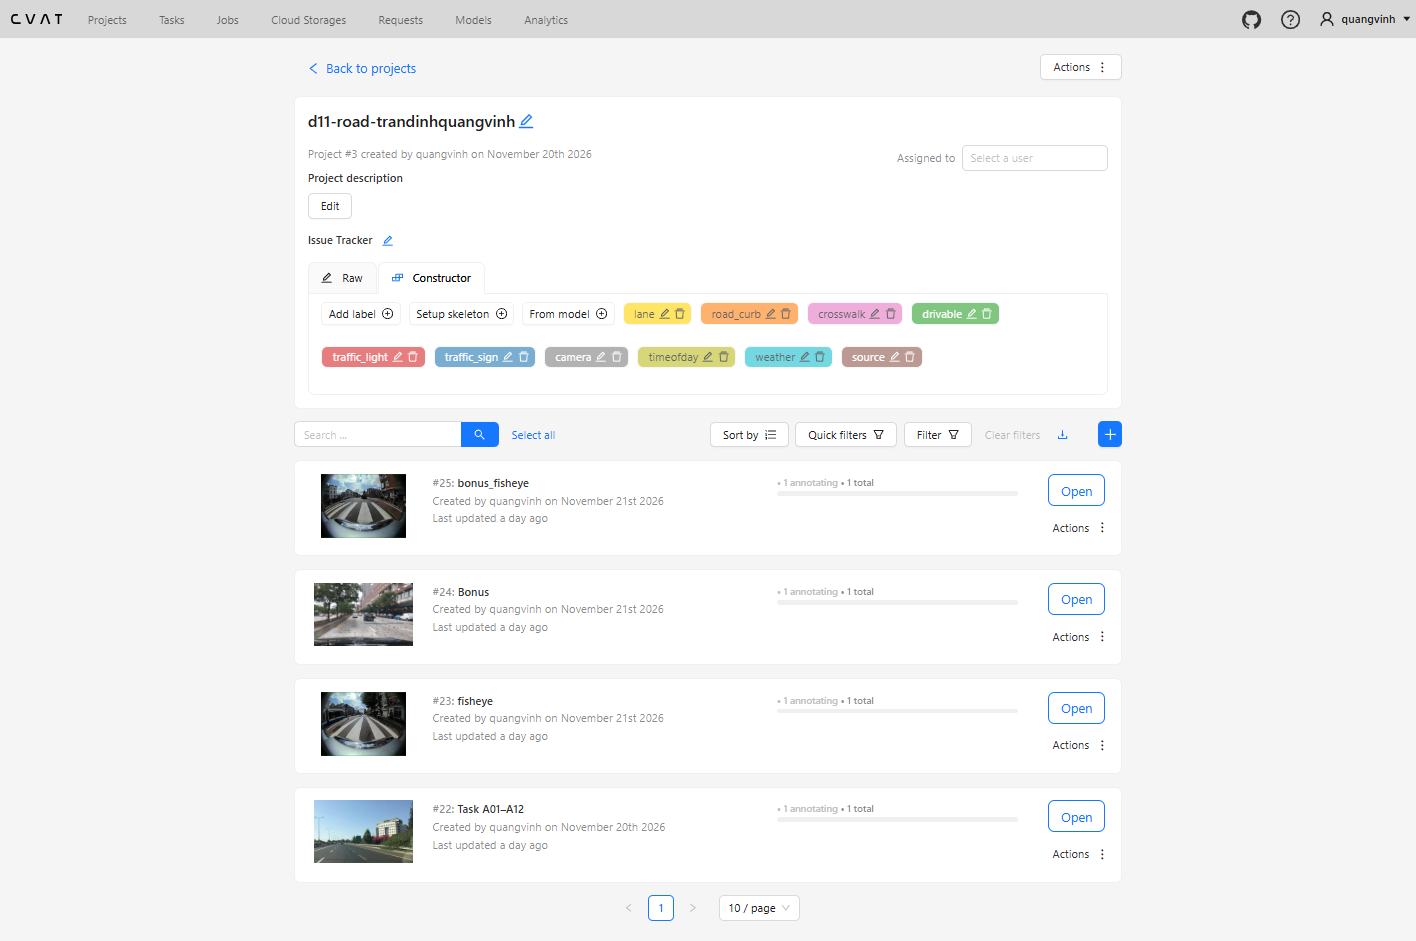 CVAT Projects Tasks Jobs Cloud Storages Requests Models Analytics quangvinh
Back to projects Actions
d11-road-trandinhquangvinh
Project #3 created by quangvinh on November 20th 2026
Assigned to Select a user
Project description
Edit
Issue Tracker
Raw Constructor
Add label Setup skeleton From model lane road_curb crosswalk drivable
traffic_light traffic_sign camera timeofday weather source
Search ... Select all Sort by Quick filters Filter Clear filters
#25: bonus_fisheye • 1 annotating • 1 total Open
Created by quangvinh on November 21st 2026
Last updated a day ago Actions
#24: Bonus • 1 annotating • 1 total Open
Created by quangvinh on November 21st 2026
Last updated a day ago Actions
#23: fisheye • 1 annotating • 1 total Open
Created by quangvinh on November 21st 2026
Last updated a day ago Actions
#22: Task A01–A12 • 1 annotating • 1 total Open
Created by quangvinh on November 20th 2026
Last updated a day ago Actions
1 10 / page